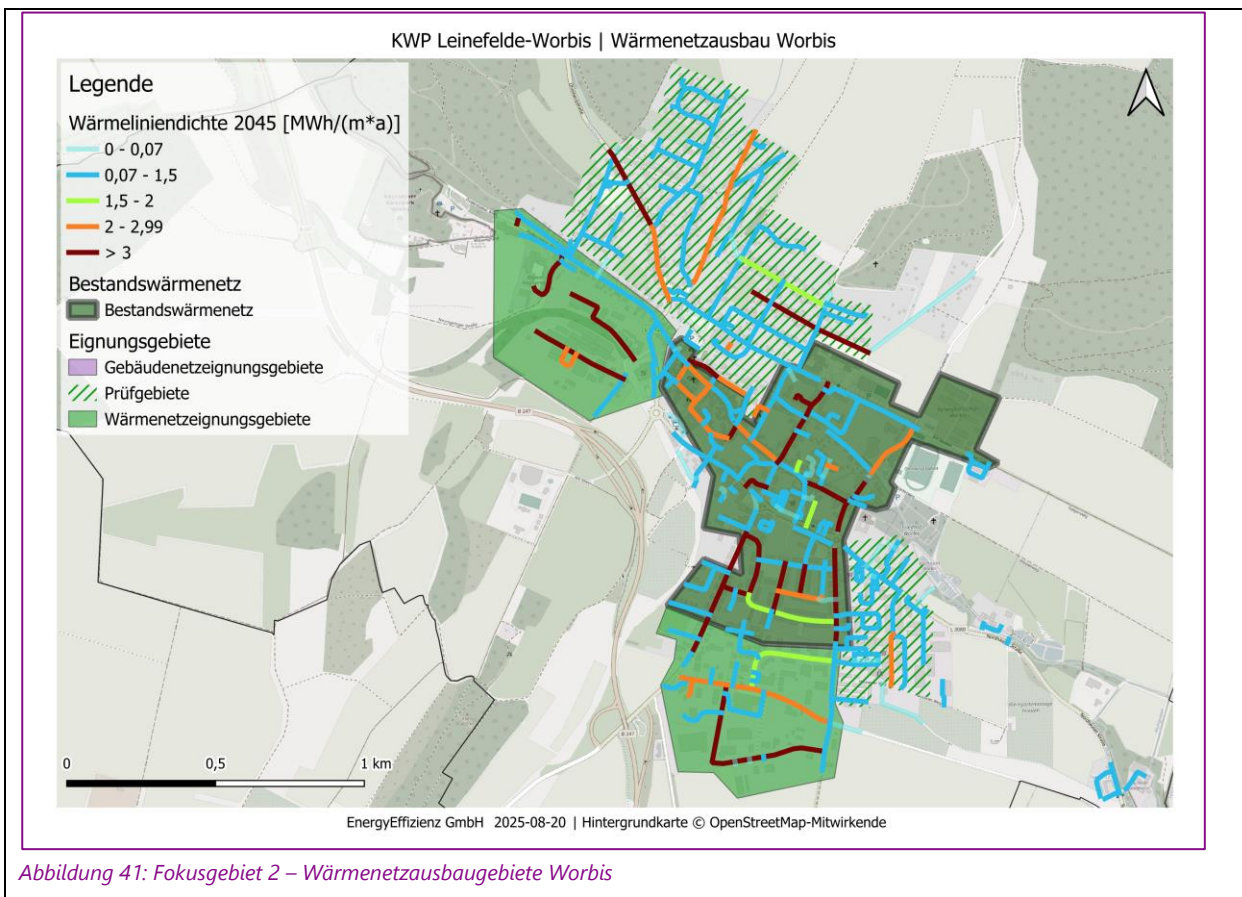 KWP Leinefelde-Worbis | Wärmenetzausbau Worbis
Legende
Wärmeliniendichte 2045 [MWh/(m*a)]
0 - 0,07
0,07 - 1,5
1,5 - 2
2 - 2,99
> 3
Bestandswärmenetz
Bestandswärmenetz
Eignungsgebiete
Gebäudenetzeignungsgebiete
Prüfgebiete
Wärmenetzeignungsgebiete
B 247
B 247
0 0,5 1 km
EnergyEffizienz GmbH 2025-08-20 | Hintergrundkarte © OpenStreetMap-Mitwirkende
Abbildung 41: Fokusgebiet 2 – Wärmenetzausbaugebiete Worbis